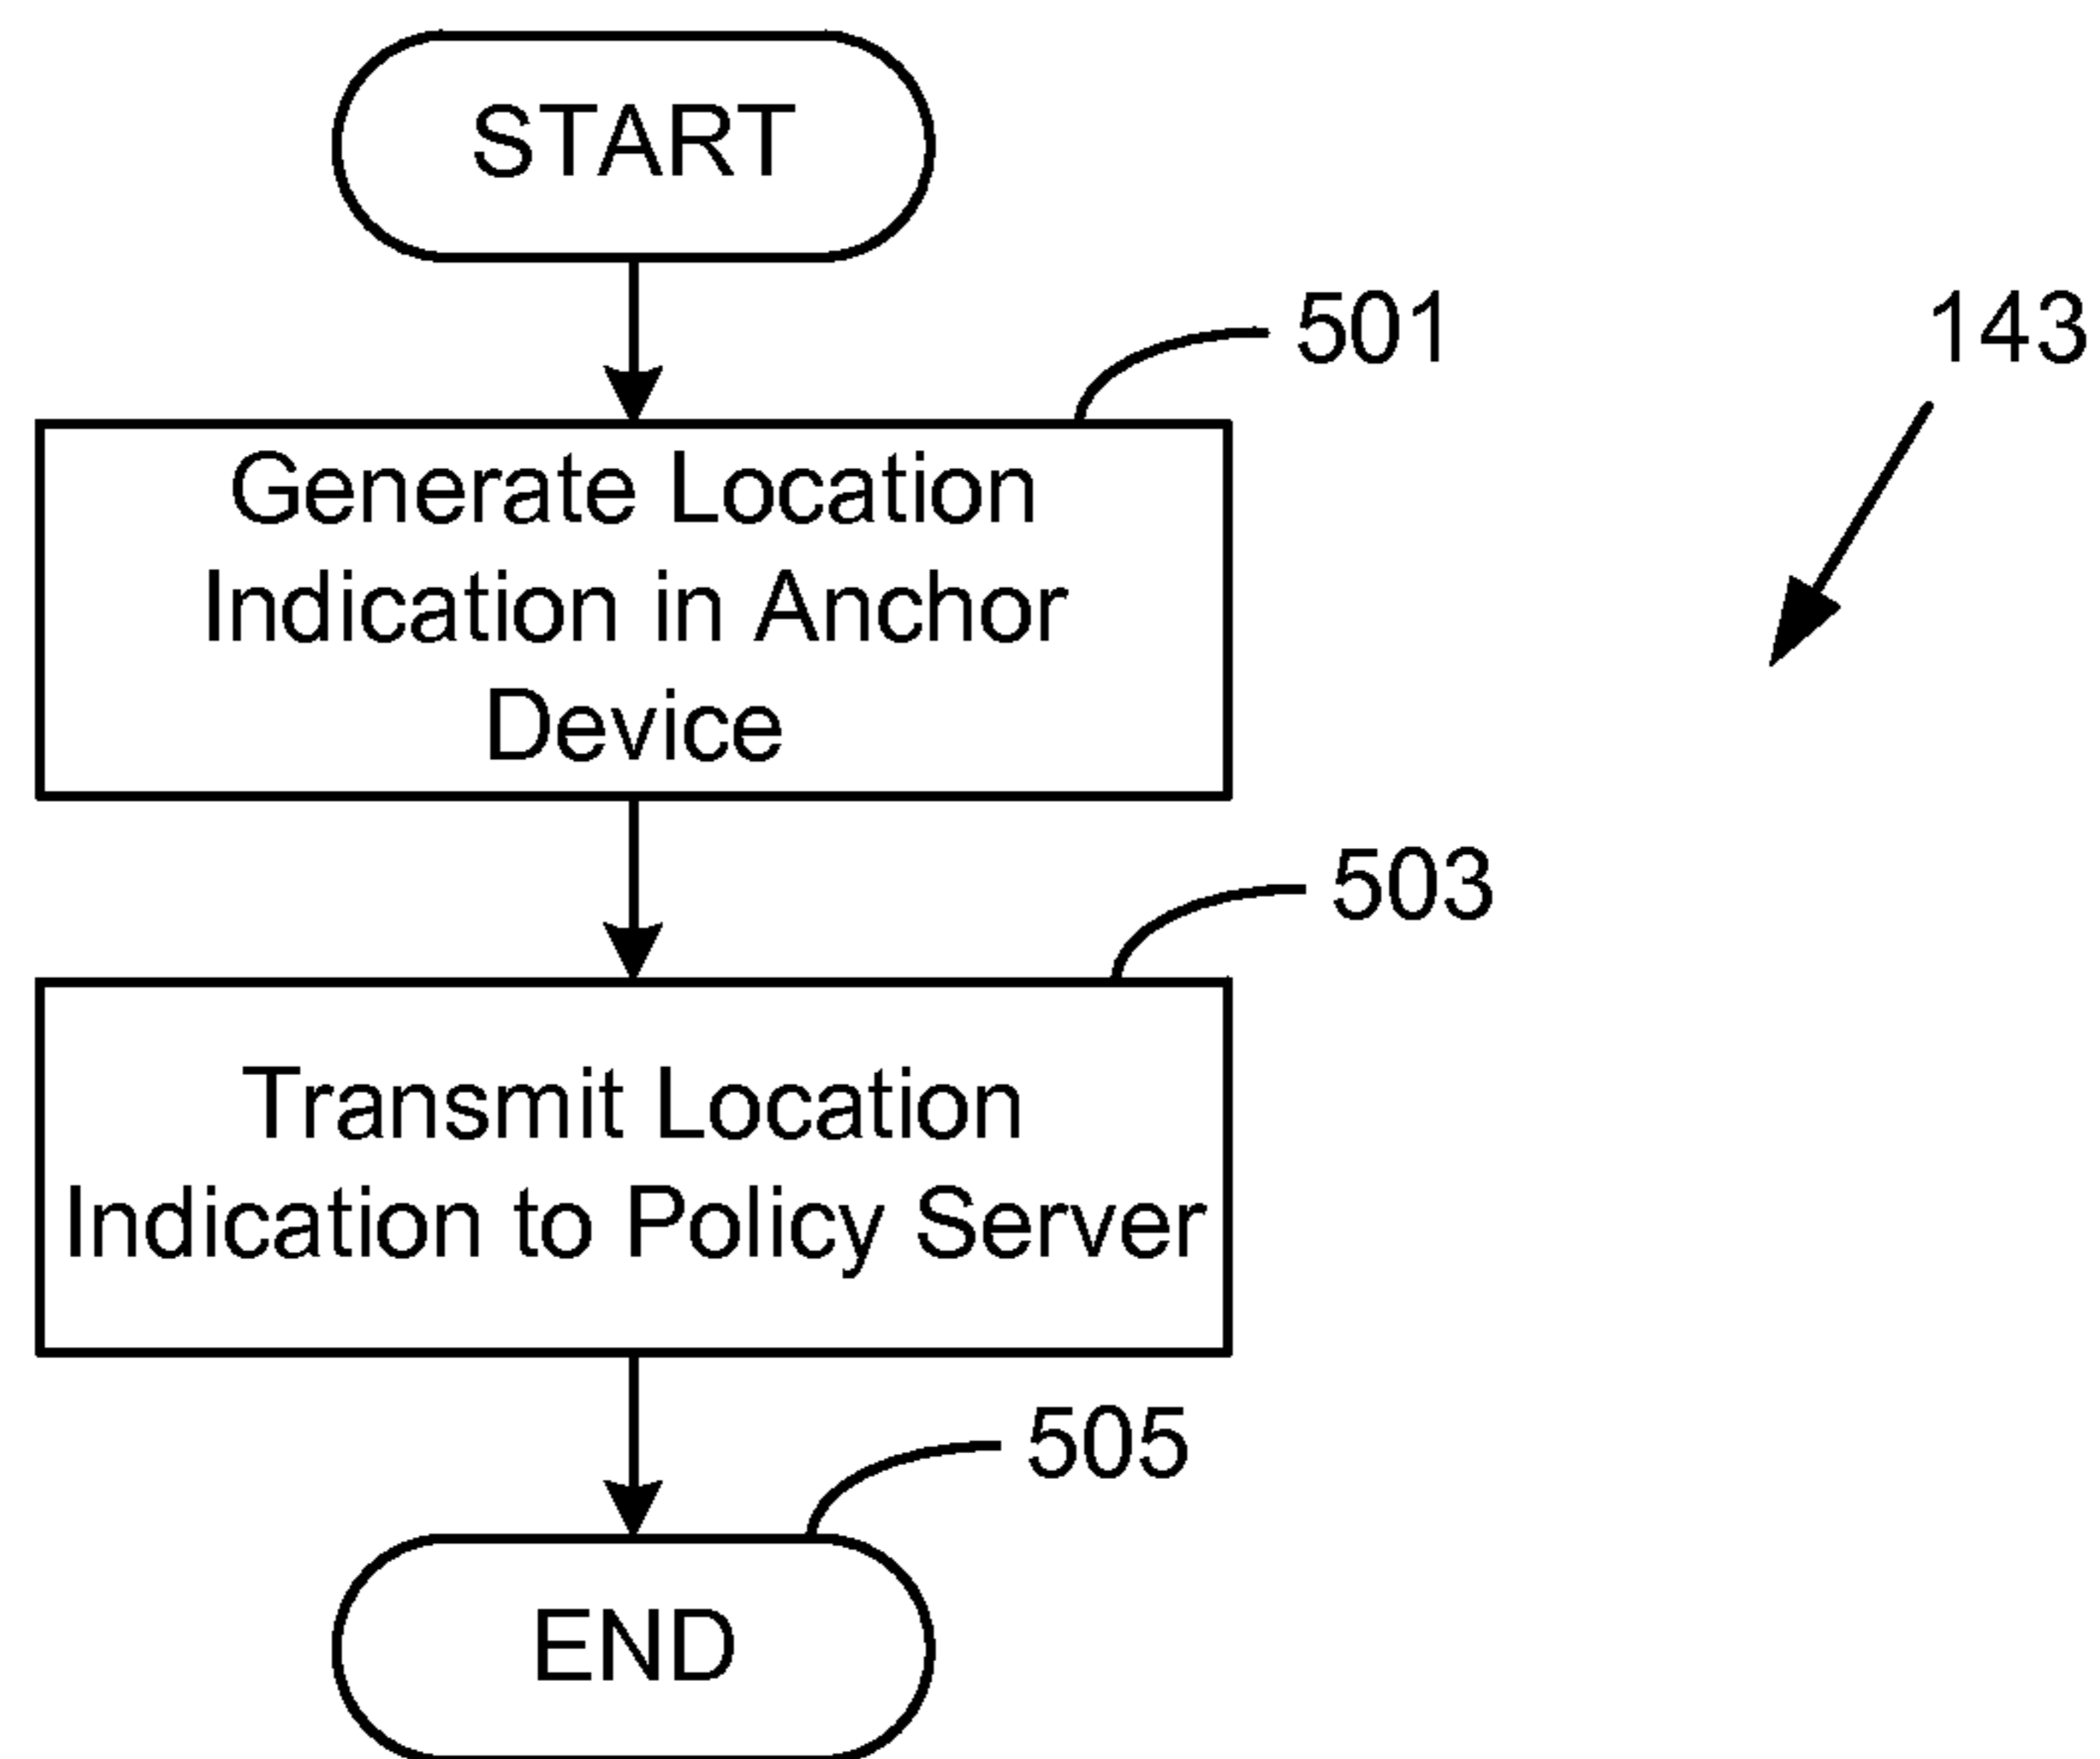 START
501
143
Generate Location
Indication in Anchor
Device
503
Transmit Location
Indication to Policy Server
505
END